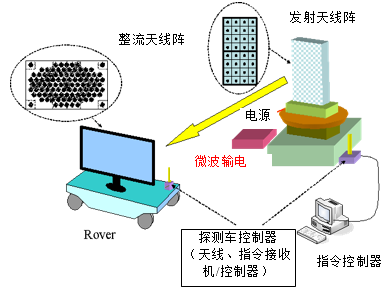 整流天线阵
发射天线阵
电源
微波输电
Rover
探测车控制器
（天线、指令接收
机/控制器）
指令控制器